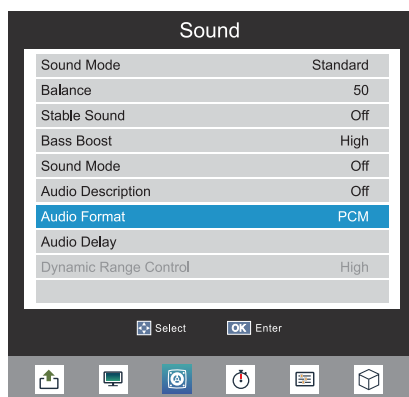 Sound
Sound Mode Standard
Balance 50
Stable Sound Off
Bass Boost High
Sound Mode Off
Audio Description Off
Audio Format PCM
Audio Delay
Dynamic Range Control High
Select OK Enter